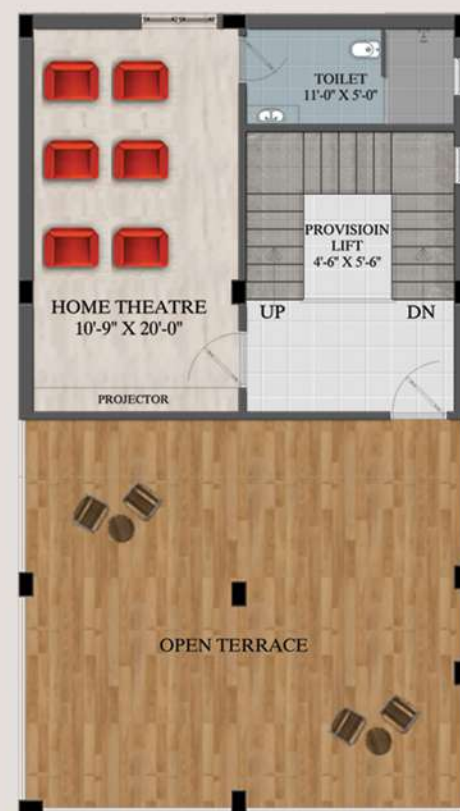 TOILET
11'-0" X 5'-0"
PROVISIOIN
LIFT
4'-6" X 5'-6"
HOME THEATRE
10'-9" X 20'-0"
UP
DN
PROJECTOR
OPEN TERRACE